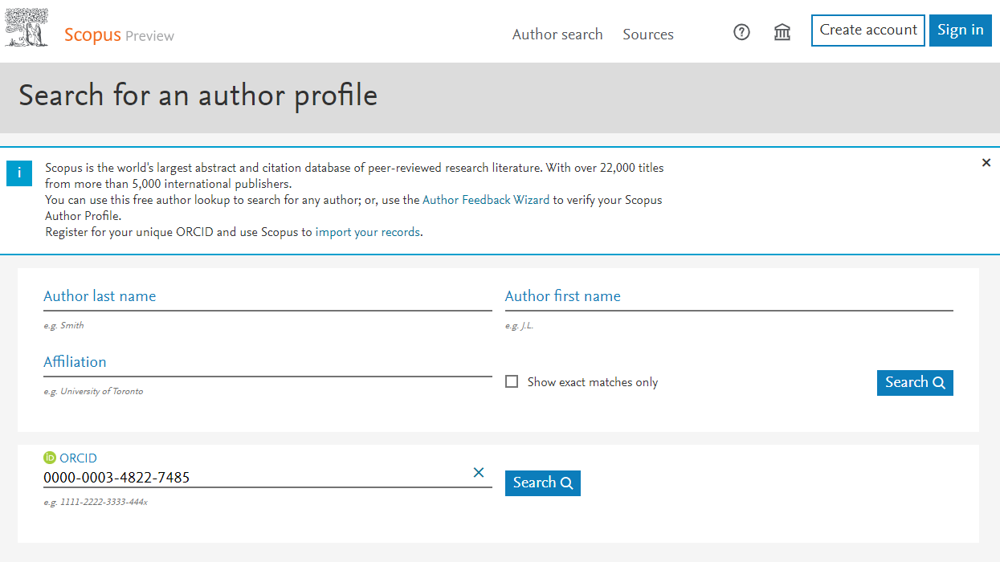 Scopus Preview
Author search Sources
Create account Sign in
Search for an author profile
i
Scopus is the world's largest abstract and citation database of peer-reviewed research literature. With over 22,000 titles
from more than 5,000 international publishers.
You can use this free author lookup to search for any author; or, use the Author Feedback Wizard to verify your Scopus
Author Profile.
Register for your unique ORCID and use Scopus to import your records.
Author last name
e.g. Smith
Author first name
e.g. J.L.
Affiliation
e.g. University of Toronto
Show exact matches only
Search
iD ORCID
0000-0003-4822-7485
e.g. 1111-2222-3333-444x
Search